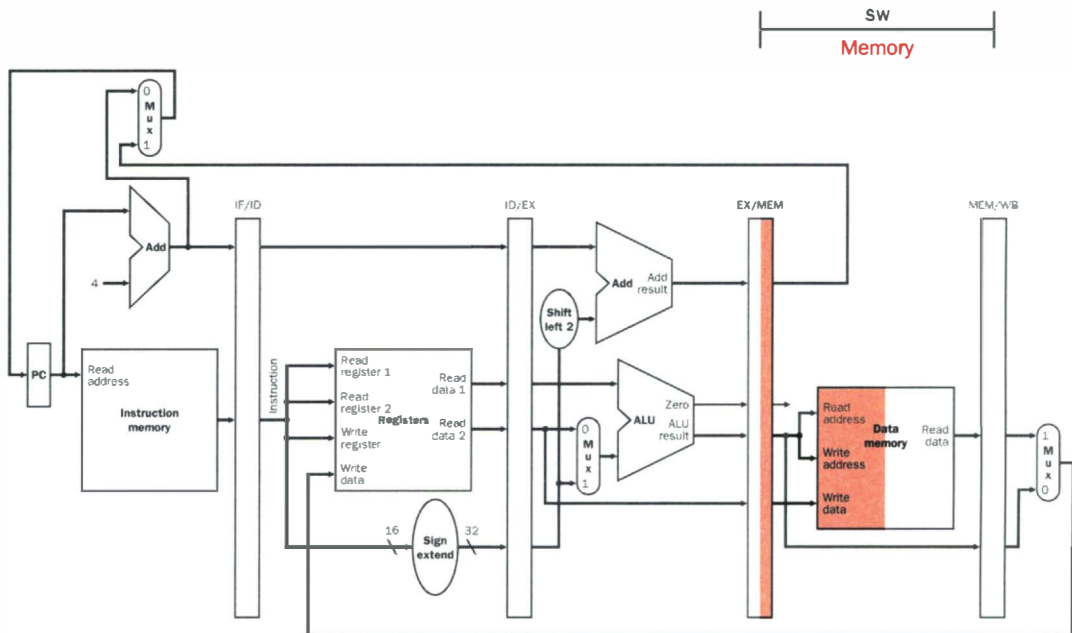 SW
Memory
0
M
u
x
1
IF/ID
ID/EX
EX/MEM
MEM/WB
Add
4
Add
Add
result
Shift
left 2
PC
Read
address
Instruction
memory
Instruction
Read
register 1
Read
register 2
Registers
Write
register
Write
data
Read
data 1
Read
data 2
0
M
u
x
1
Zero
ALU
ALU
result
Read
address
Data
memory
Write
address
Write
data
Read
data
1
M
u
x
0
16
Sign
extend
32